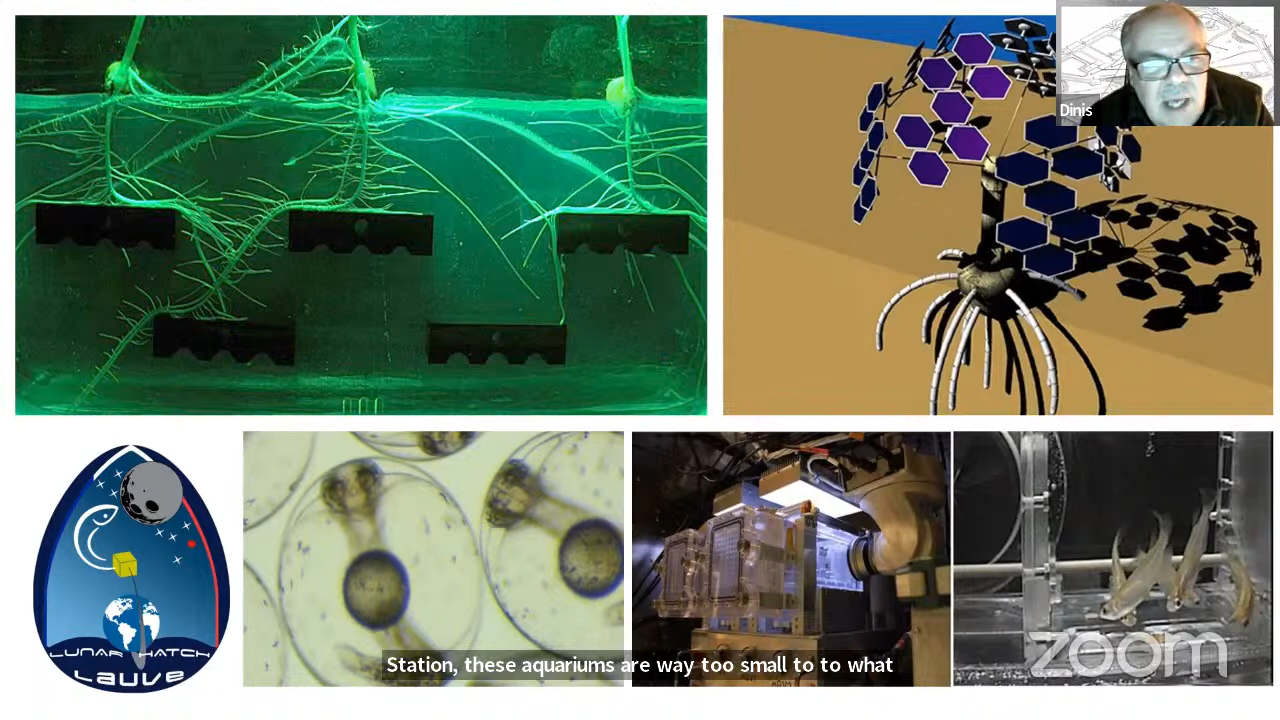 Dinis
LUNAR HATCH
Lauve
Station, these aquariums are way too small to to what
zoom